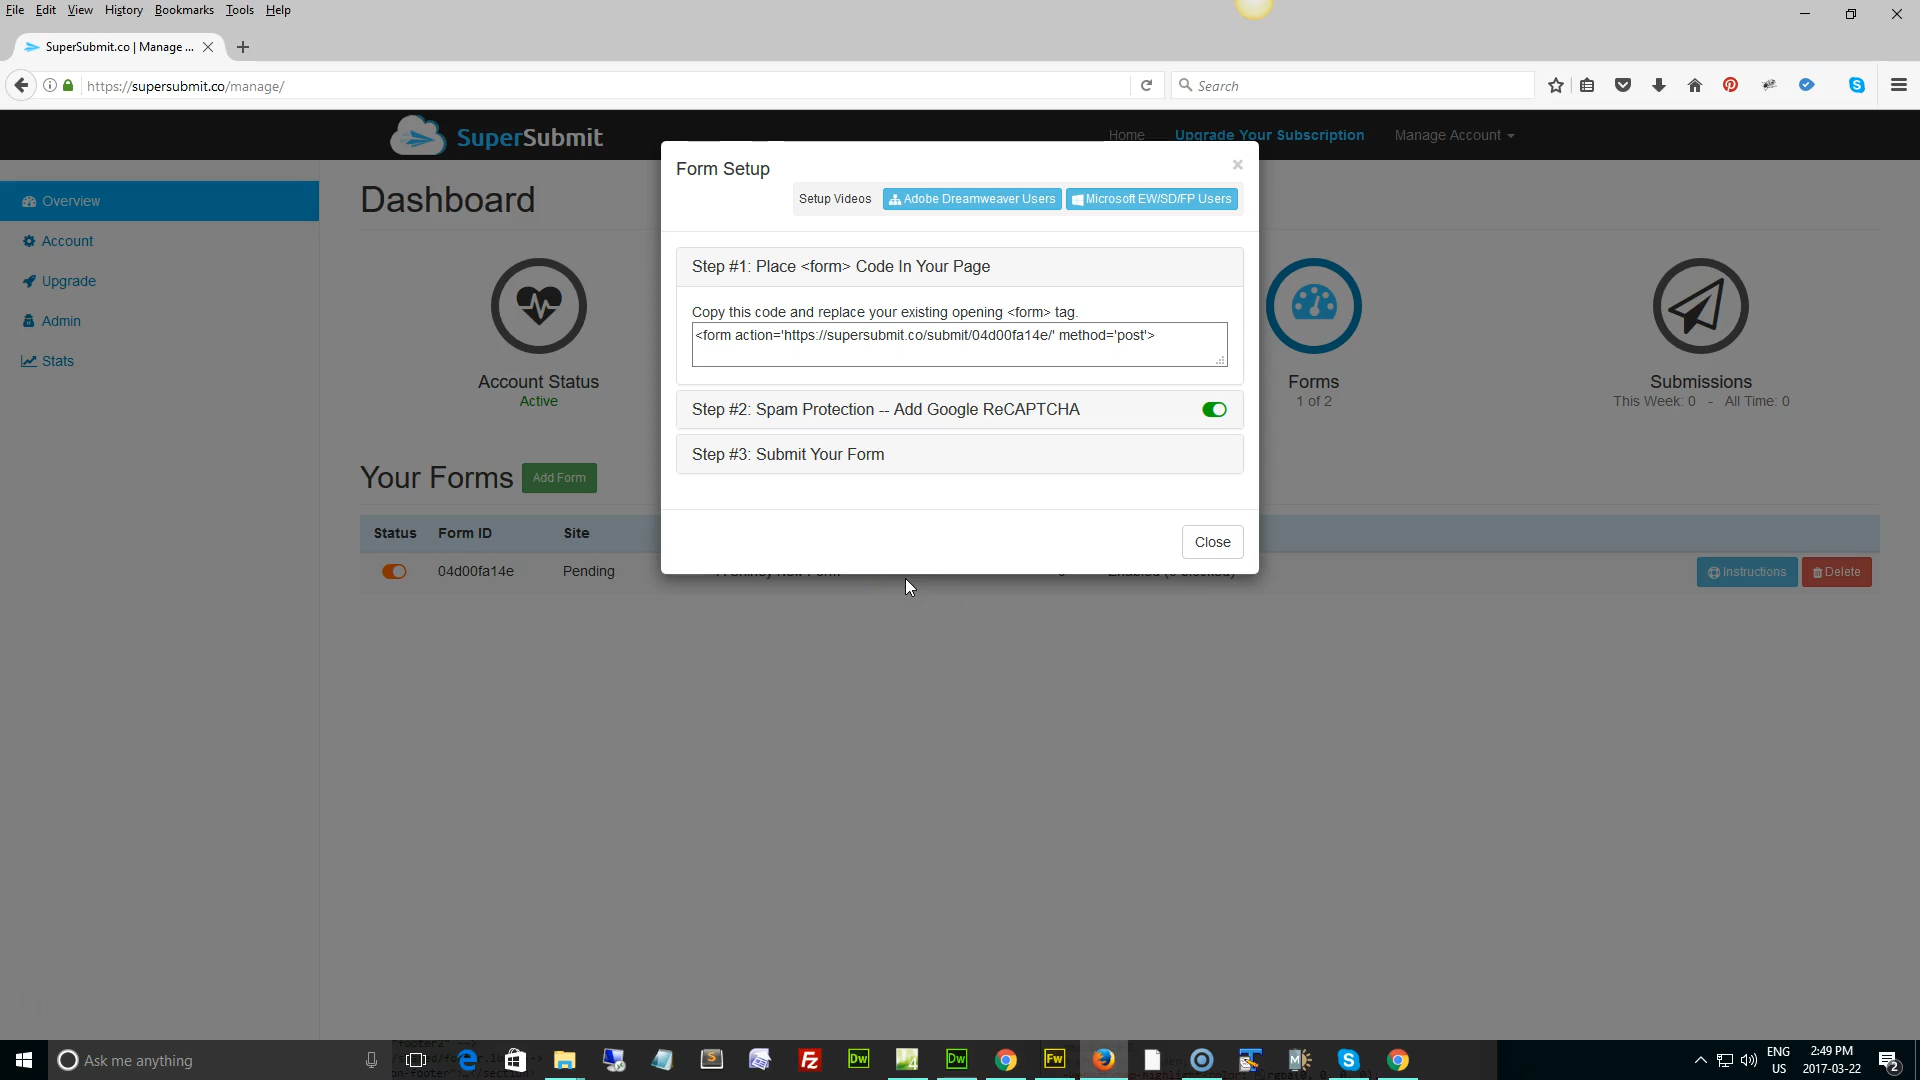 File Edit View History Bookmarks Tools Help
SuperSubmit.co | Manage ...
https://supersubmit.co/manage/
Search
SuperSubmit
Home Upgrade Your Subscription Manage Account
Form Setup
Setup Videos Adobe Dreamweaver Users Microsoft EW/SD/FP Users
Overview
Account
Upgrade
Admin
Stats
Dashboard
Step #1: Place <form> Code In Your Page
Copy this code and replace your existing opening <form> tag.
<form action='https://supersubmit.co/submit/04d00fa14e/' method='post'>
Step #2: Spam Protection -- Add Google ReCAPTCHA
Step #3: Submit Your Form
Close
Account Status
Active
Forms
1 of 2
Submissions
This Week: 0 - All Time: 0
Your Forms Add Form
Status Form ID Site
04d00fa14e Pending
Instructions Delete
Ask me anything
Dw
Dw
Fw
ENG
US
2:49 PM
2017-03-22
2